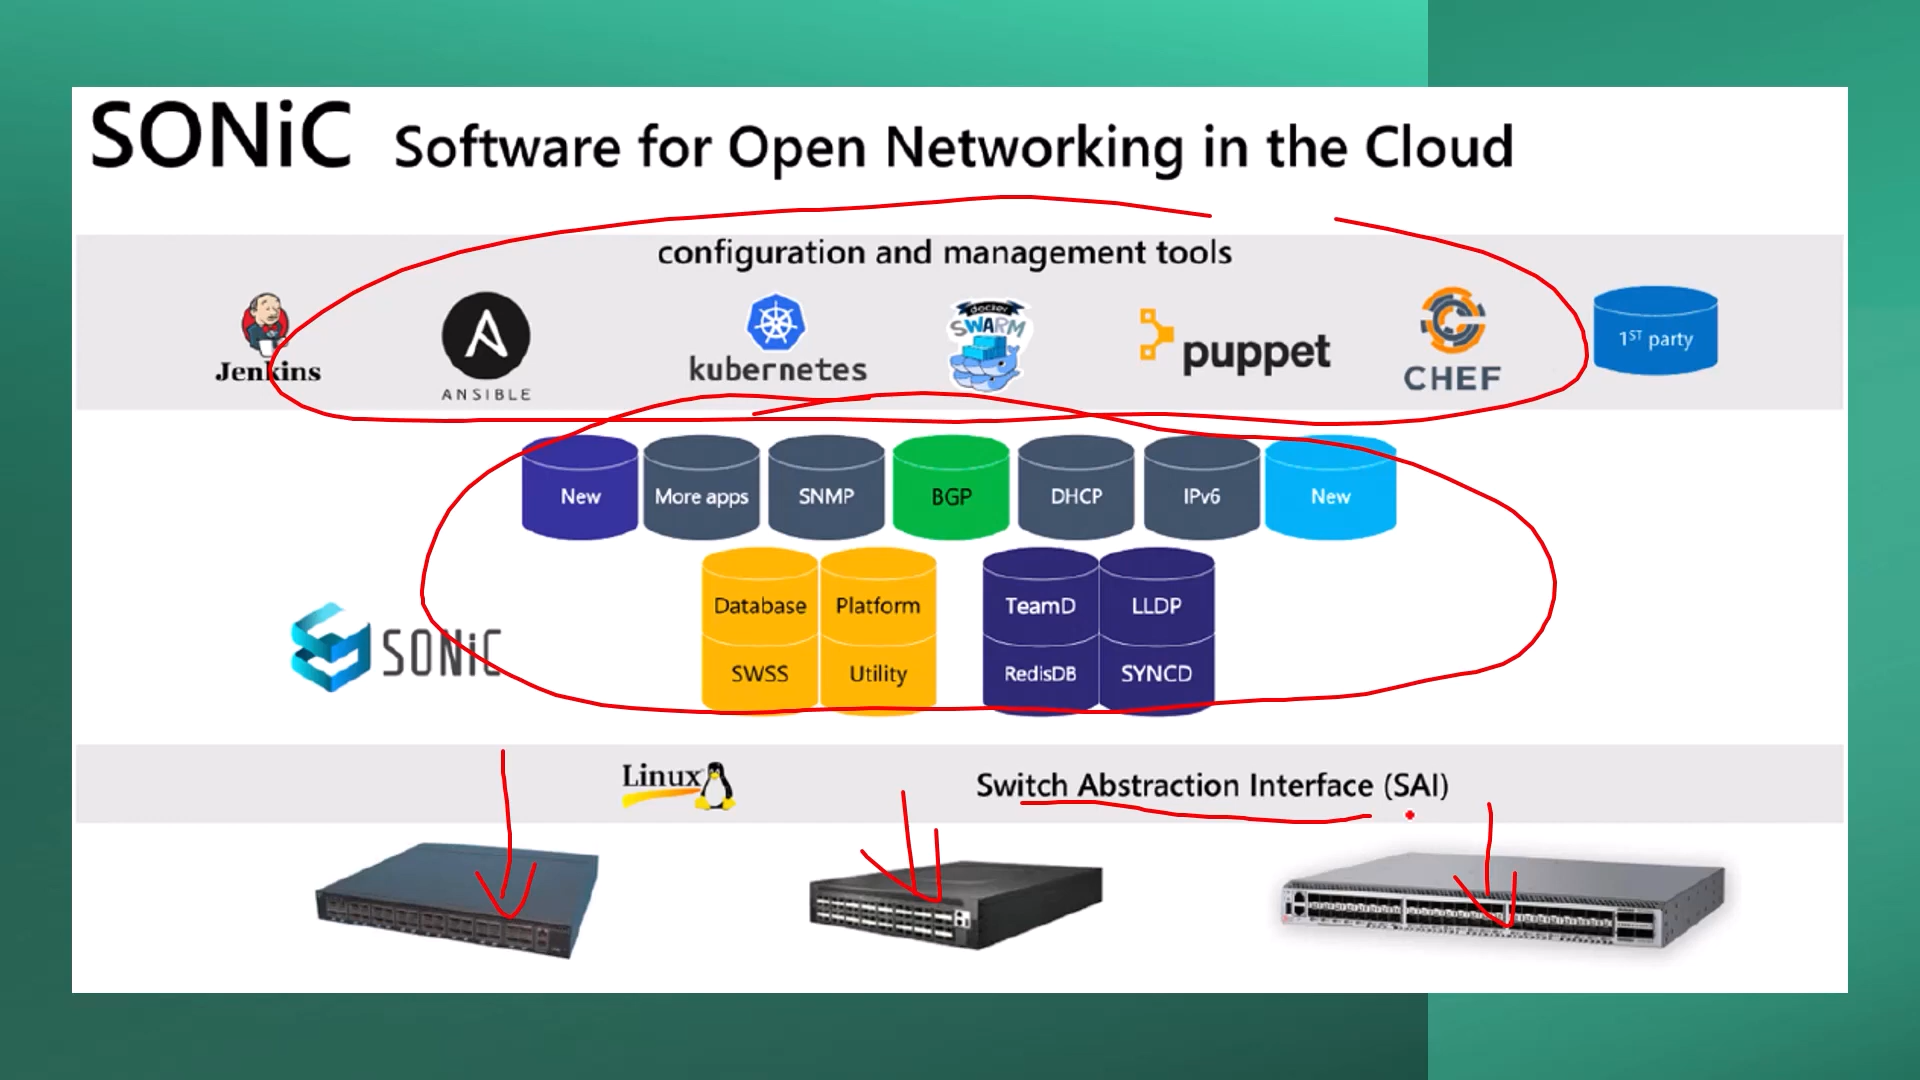 SONiC Software for Open Networking in the Cloud
configuration and management tools
Jenkins
ANSIBLE
kubernetes
docker
SWARM
puppet
CHEF
1ST party
New
More apps
SNMP
BGP
DHCP
IPv6
New
Database
Platform
TeamD
LLDP
SWSS
Utility
RedisDB
SYNCD
SONiC
Linux
Switch Abstraction Interface (SAI)